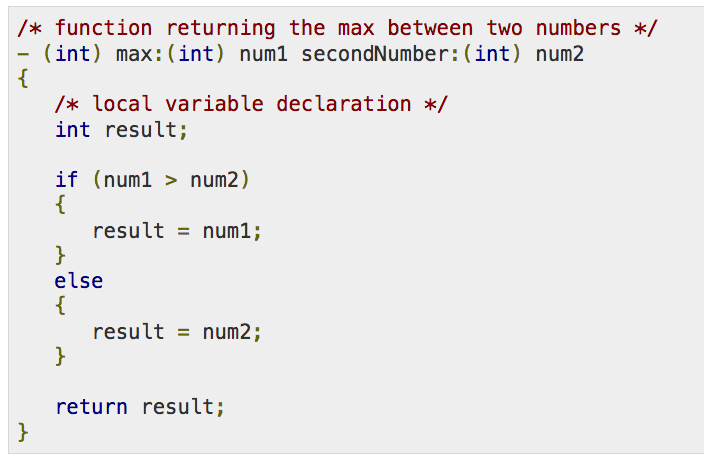 /* function returning the max between two numbers */
- (int) max:(int) num1 secondNumber:(int) num2
{
   /* local variable declaration */
   int result;

   if (num1 > num2)
   {
      result = num1;
   }
   else
   {
      result = num2;
   }

   return result;
}